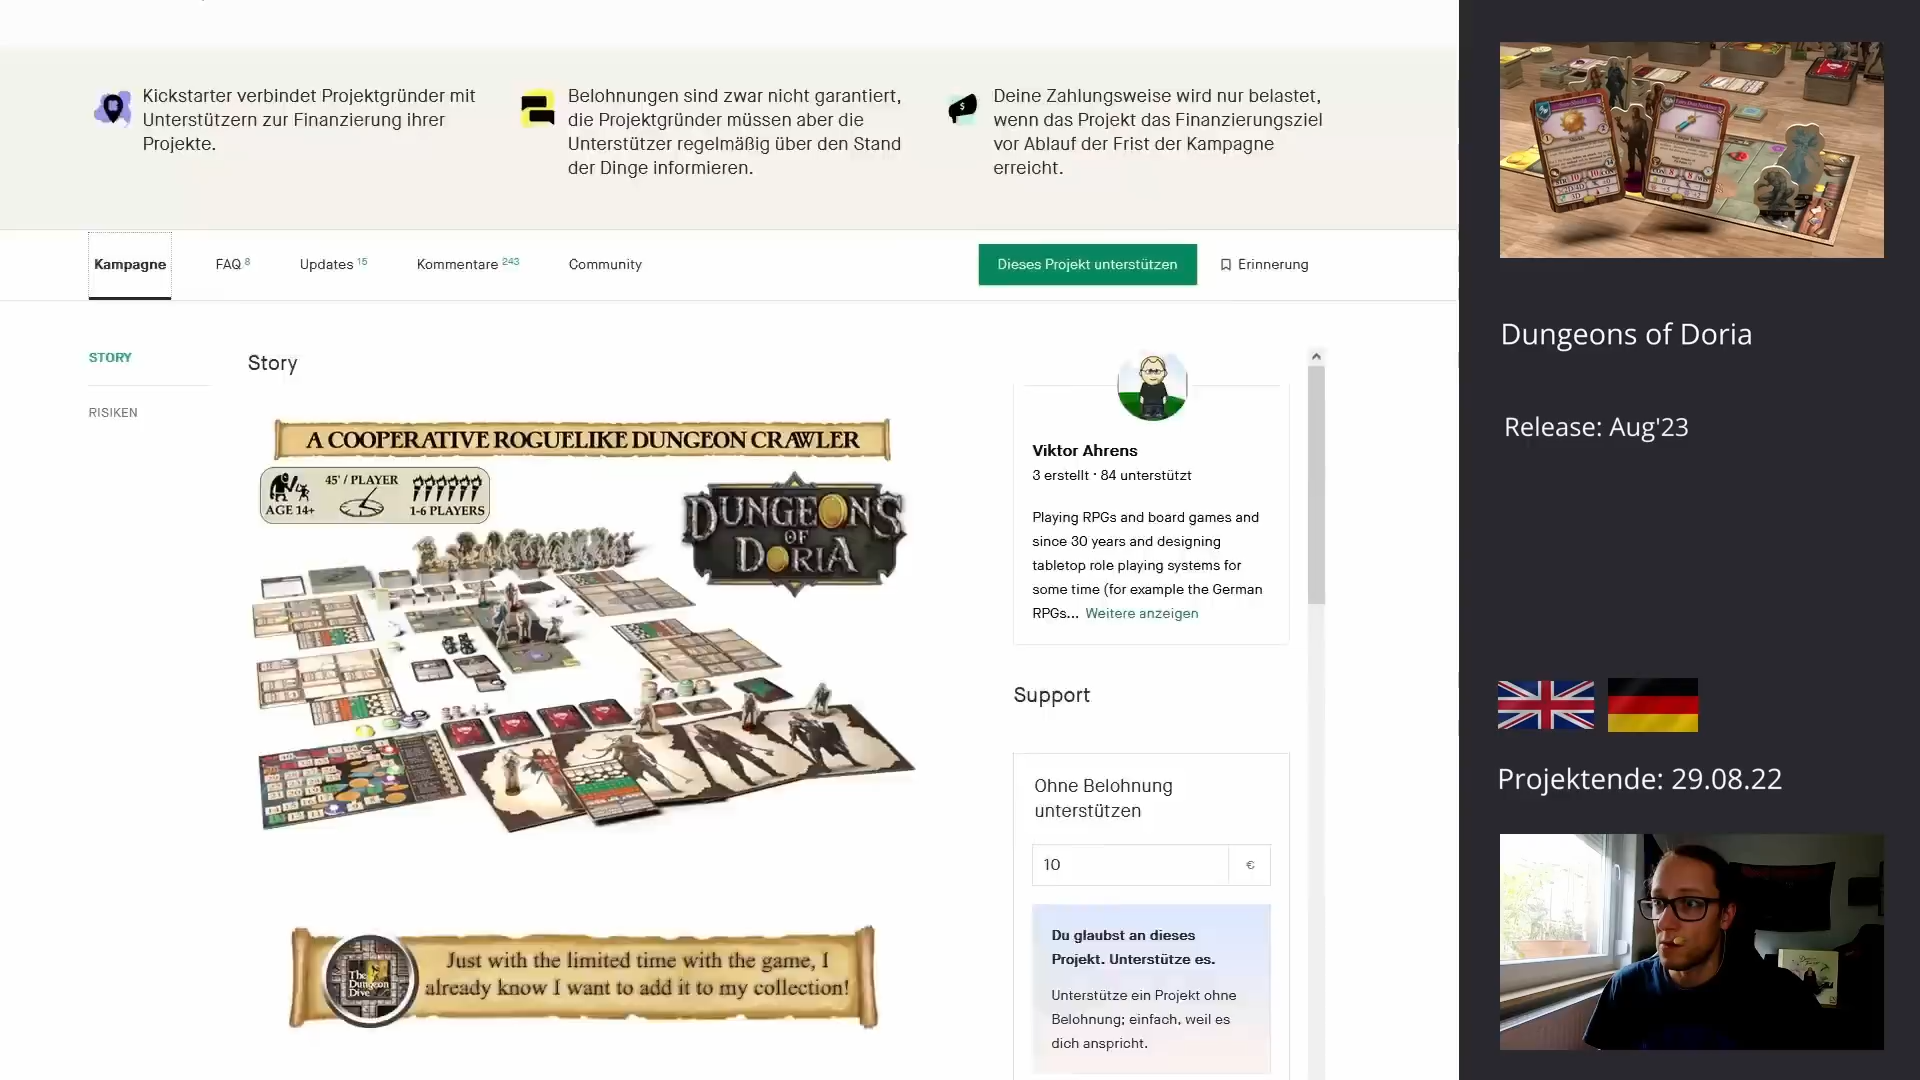 Kickstarter verbindet Projektgründer mit
Unterstützern zur Finanzierung ihrer
Projekte.
Belohnungen sind zwar nicht garantiert,
die Projektgründer müssen aber die
Unterstützer regelmäßig über den Stand
der Dinge informieren.
Deine Zahlungsweise wird nur belastet,
wenn das Projekt das Finanzierungsziel
vor Ablauf der Frist der Kampagne
erreicht.
Kampagne FAQ 8 Updates 15 Kommentare 243 Community
Dieses Projekt unterstützen Erinnerung
STORY
RISIKEN
Story
A COOPERATIVE ROGUELIKE DUNGEON CRAWLER
AGE 14+
45' / PLAYER
1-6 PLAYERS
DUNGEONS
OF
DORIA
The
Dungeon
Dive
Just with the limited time with the game, I
already know I want to add it to my collection!
Viktor Ahrens
3 erstellt · 84 unterstützt
Playing RPGs and board games and
since 30 years and designing
tabletop role playing systems for
some time (for example the German
RPGs... Weitere anzeigen
Support
Ohne Belohnung
unterstützen
10 €
Du glaubst an dieses
Projekt. Unterstütze es.
Unterstütze ein Projekt ohne
Belohnung; einfach, weil es
dich anspricht.
Dungeons of Doria
Release: Aug'23
Projektende: 29.08.22